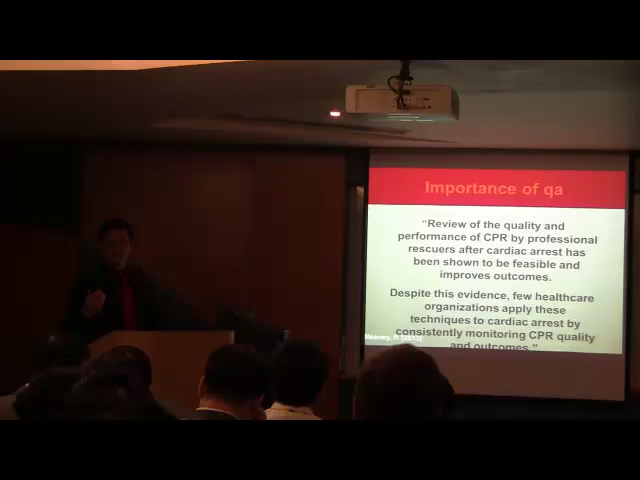 Importance of qa
“Review of the quality and
performance of CPR by professional
rescuers after cardiac arrest has
been shown to be feasible and
improves outcomes.
Despite this evidence, few healthcare
organizations apply these
techniques to cardiac arrest by
consistently monitoring CPR quality
and outcomes.”
Meaney, P. (2013)